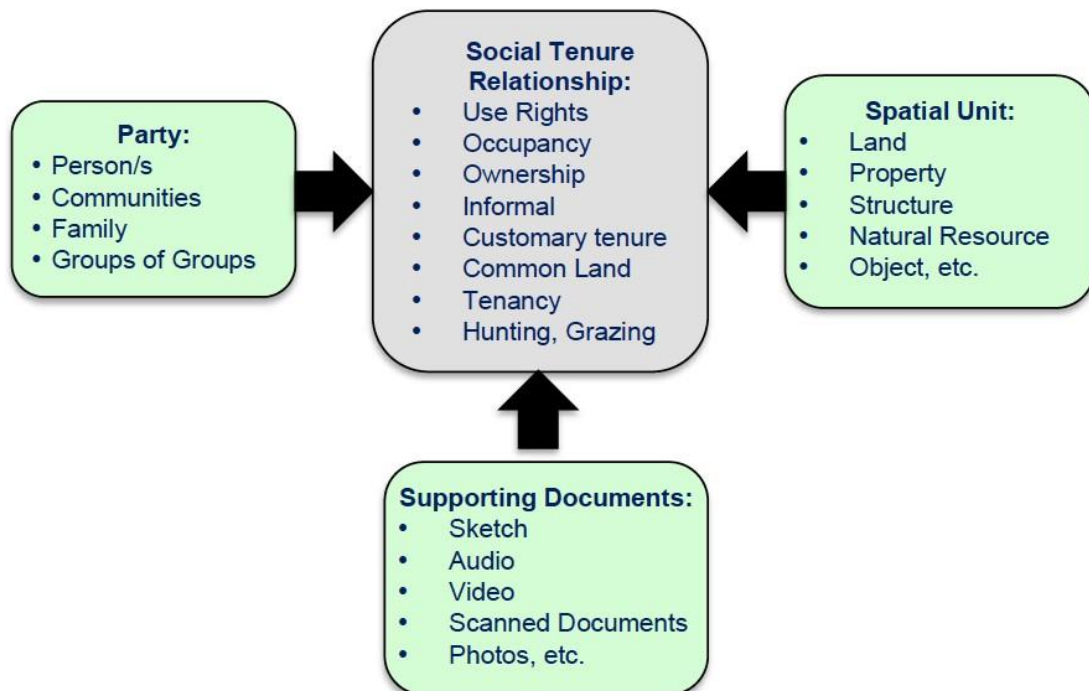 Social Tenure
Relationship:
• Use Rights
• Occupancy
• Ownership
• Informal
• Customary tenure
• Common Land
• Tenancy
• Hunting, Grazing
Party:
• Person/s
• Communities
• Family
• Groups of Groups
Spatial Unit:
• Land
• Property
• Structure
• Natural Resource
• Object, etc.
Supporting Documents:
• Sketch
• Audio
• Video
• Scanned Documents
• Photos, etc.